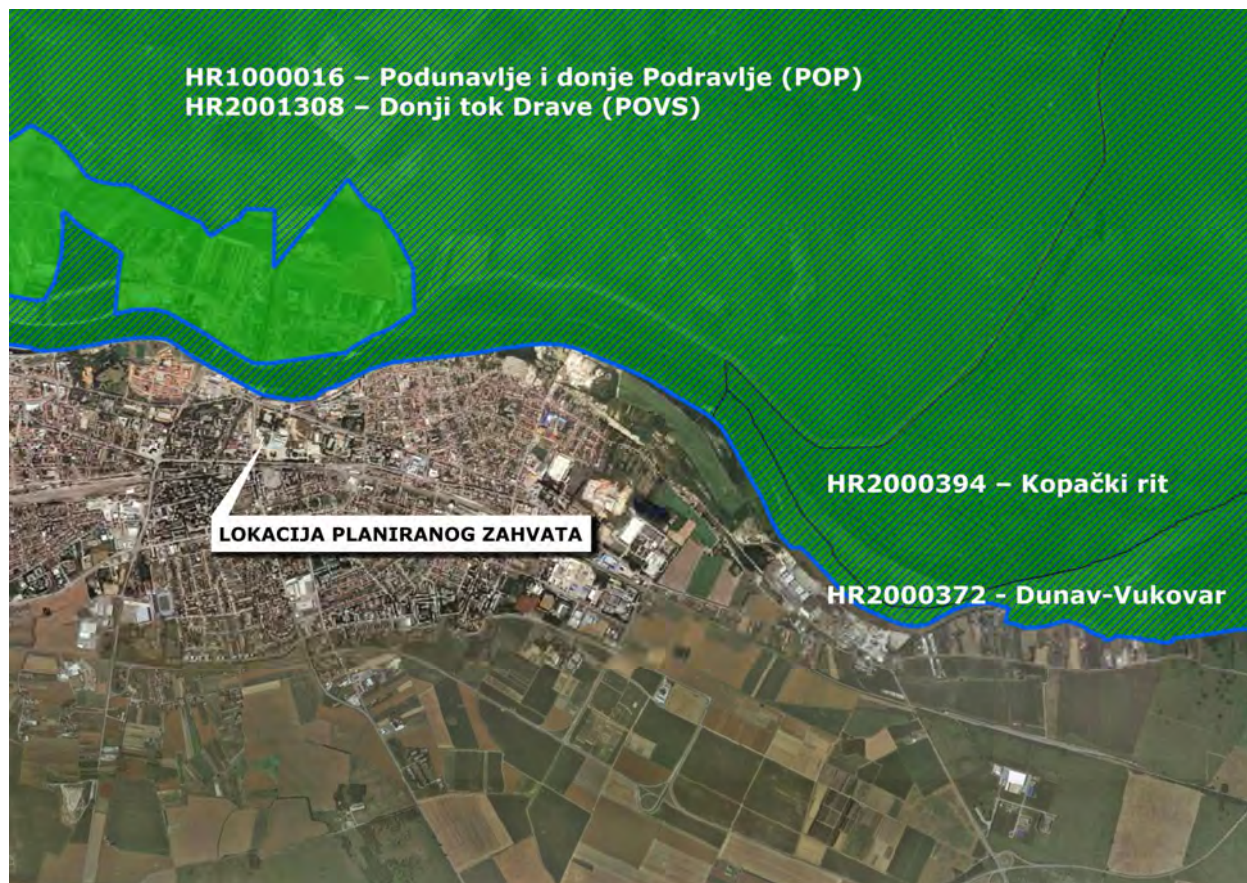 HR1000016 – Podunavlje i donje Podravlje (POP)
HR2001308 – Donji tok Drave (POVS)
HR2000394 – Kopački rit
LOKACIJA PLANIRANOG ZAHVATA
HR2000372 - Dunav-Vukovar